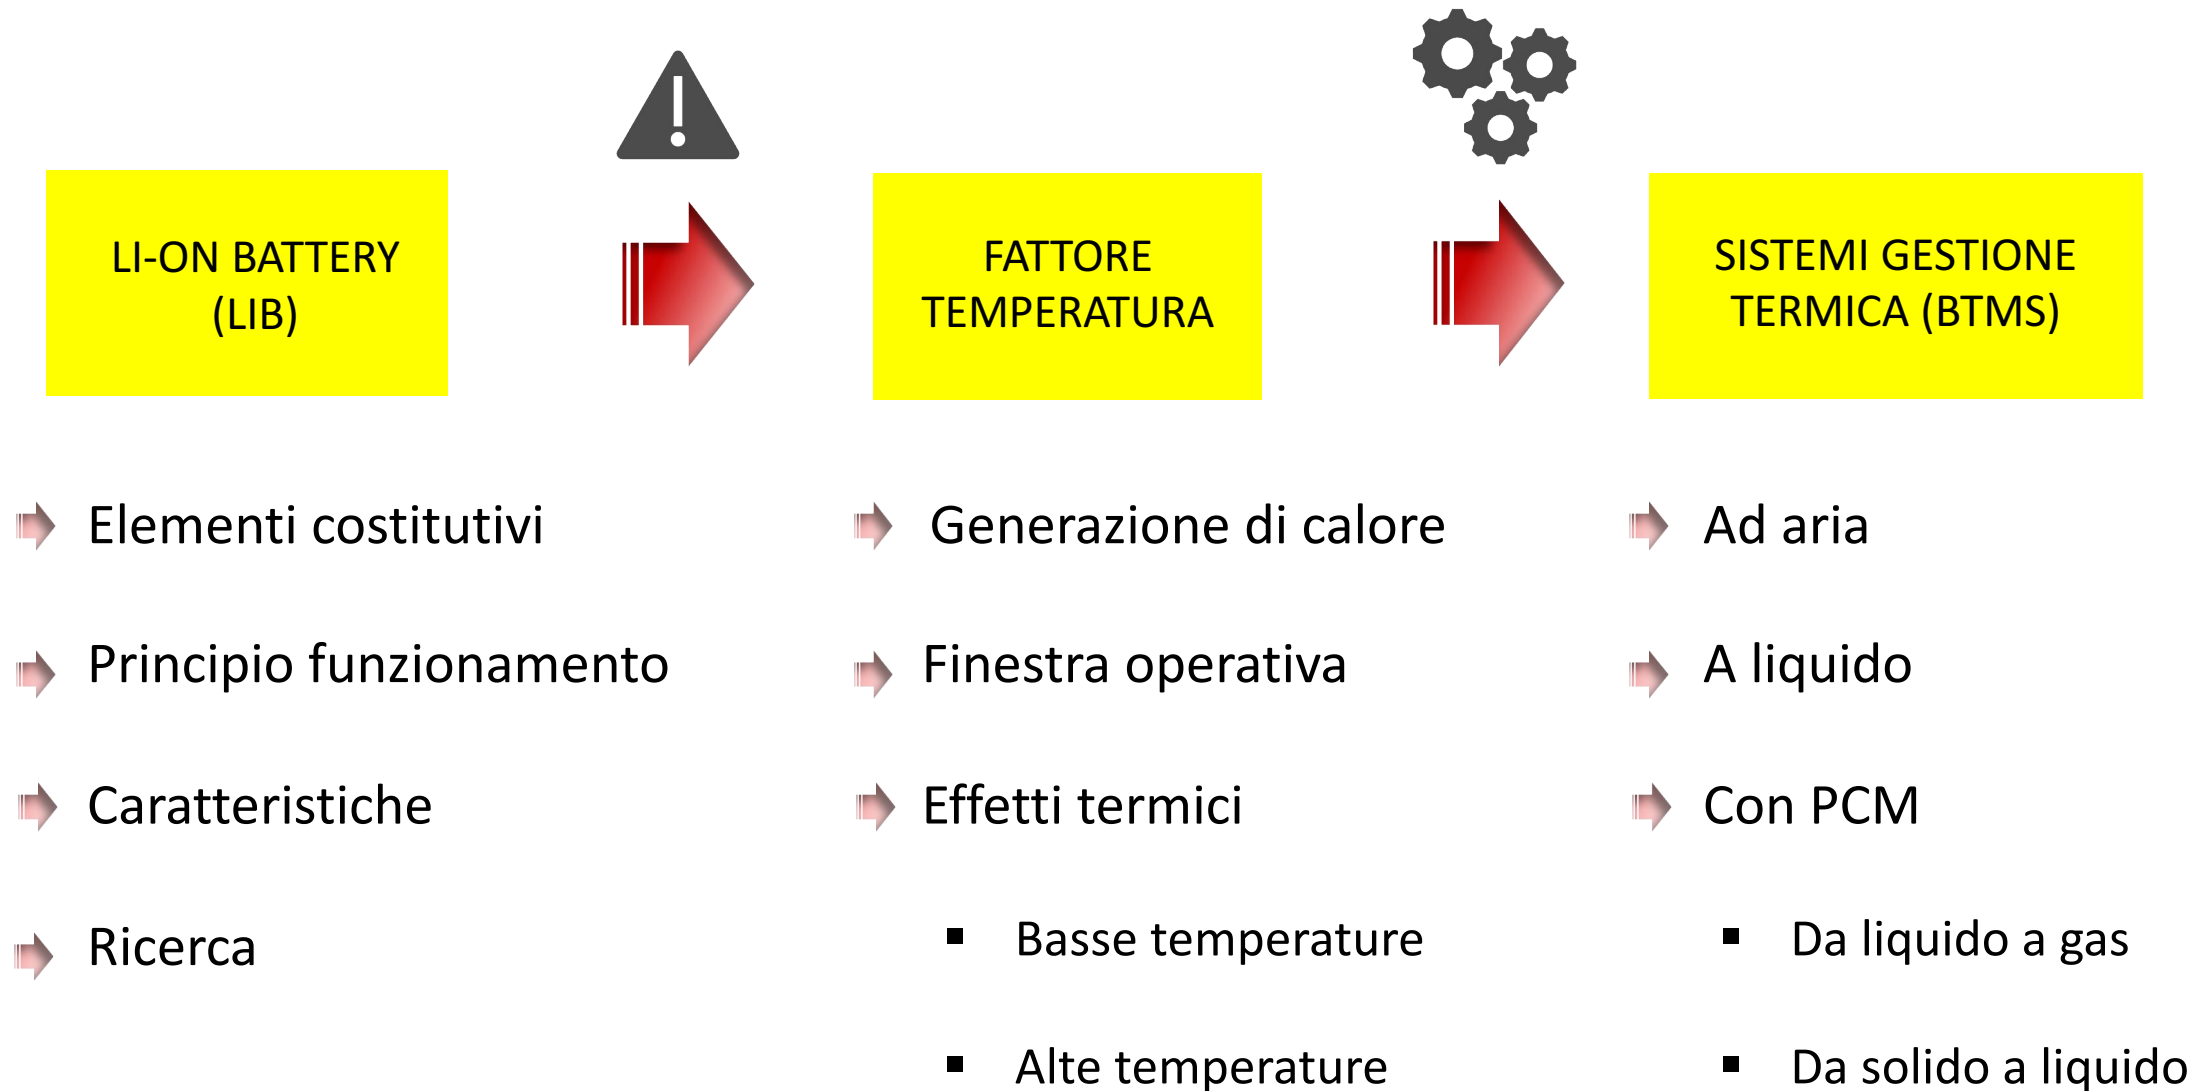 LI-ON BATTERY
(LIB)
FATTORE
TEMPERATURA
SISTEMI GESTIONE
TERMICA (BTMS)
Elementi costitutivi
Principio funzionamento
Caratteristiche
Ricerca
Generazione di calore
Finestra operativa
Effetti termici
▪ Basse temperature
▪ Alte temperature
Ad aria
A liquido
Con PCM
▪ Da liquido a gas
▪ Da solido a liquido